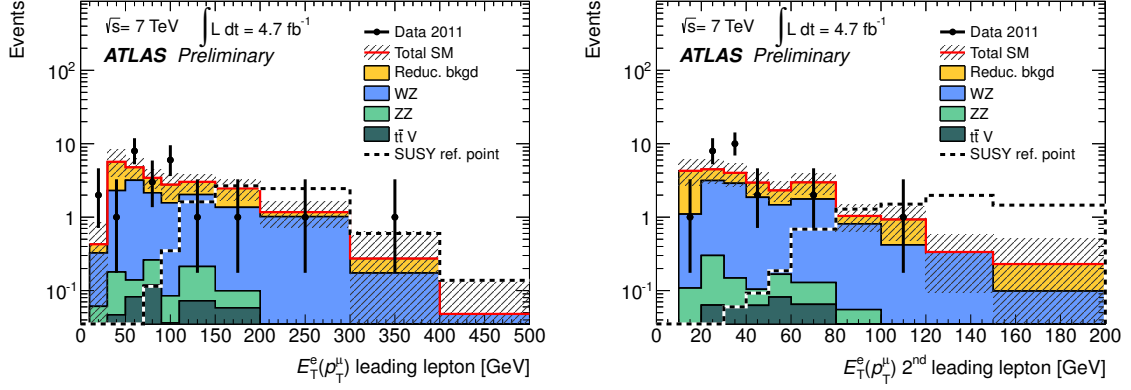 Events
√s= 7 TeV ∫L dt = 4.7 fb⁻¹
ATLAS Preliminary
Data 2011
Total SM
Reduc. bkgd
WZ
ZZ
tt̄ V
SUSY ref. point
10²
10
1
10⁻¹
0 50 100 150 200 250 300 350 400 450 500
E_T^e(p_T^μ) leading lepton [GeV]
Events
√s= 7 TeV ∫L dt = 4.7 fb⁻¹
ATLAS Preliminary
Data 2011
Total SM
Reduc. bkgd
WZ
ZZ
tt̄ V
SUSY ref. point
10²
10
1
10⁻¹
0 20 40 60 80 100 120 140 160 180 200
E_T^e(p_T^μ) 2ⁿᵈ leading lepton [GeV]